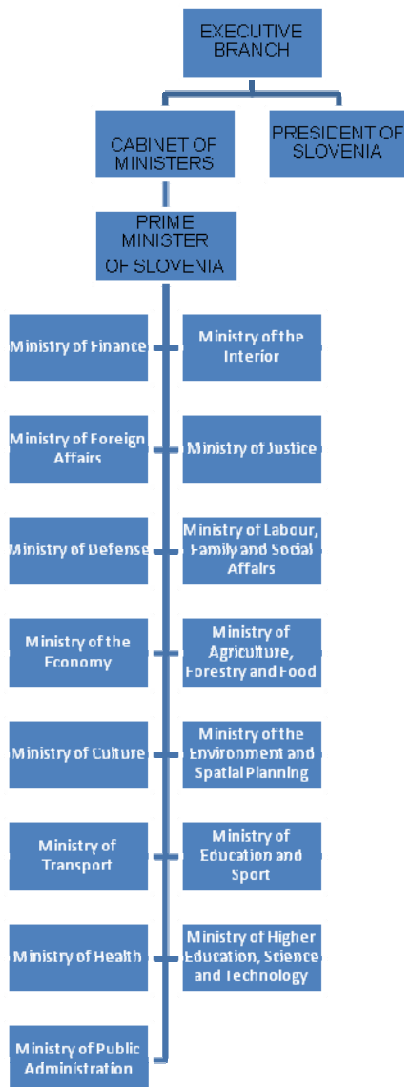 EXECUTIVE
BRANCH
CABINET OF
MINISTERS
PRESIDENT OF
SLOVENIA
PRIME
MINISTER
OF SLOVENIA
Ministry of Finance
Ministry of the
Interior
Ministry of Foreign
Affairs
Ministry of Justice
Ministry of Defense
Ministry of Labour,
Family and Social
Affairs
Ministry of the
Economy
Ministry of
Agriculture,
Forestry and Food
Ministry of Culture
Ministry of the
Environment and
Spatial Planning
Ministry of
Transport
Ministry of
Education and
Sport
Ministry of Health
Ministry of Higher
Education, Science
and Technology
Ministry of Public
Administration